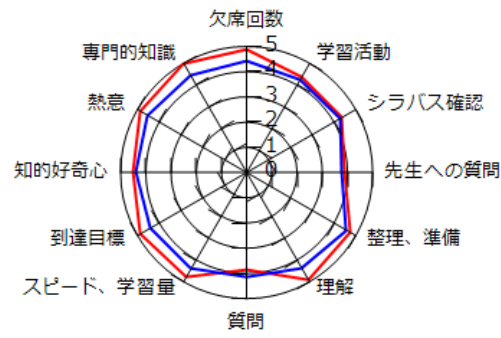 欠席回数
学習活動
シラバス確認
先生への質問
整理、準備
理解
質問
スピード、学習量
到達目標
知的好奇心
熱意
専門的知識
5
4
3
2
1
0